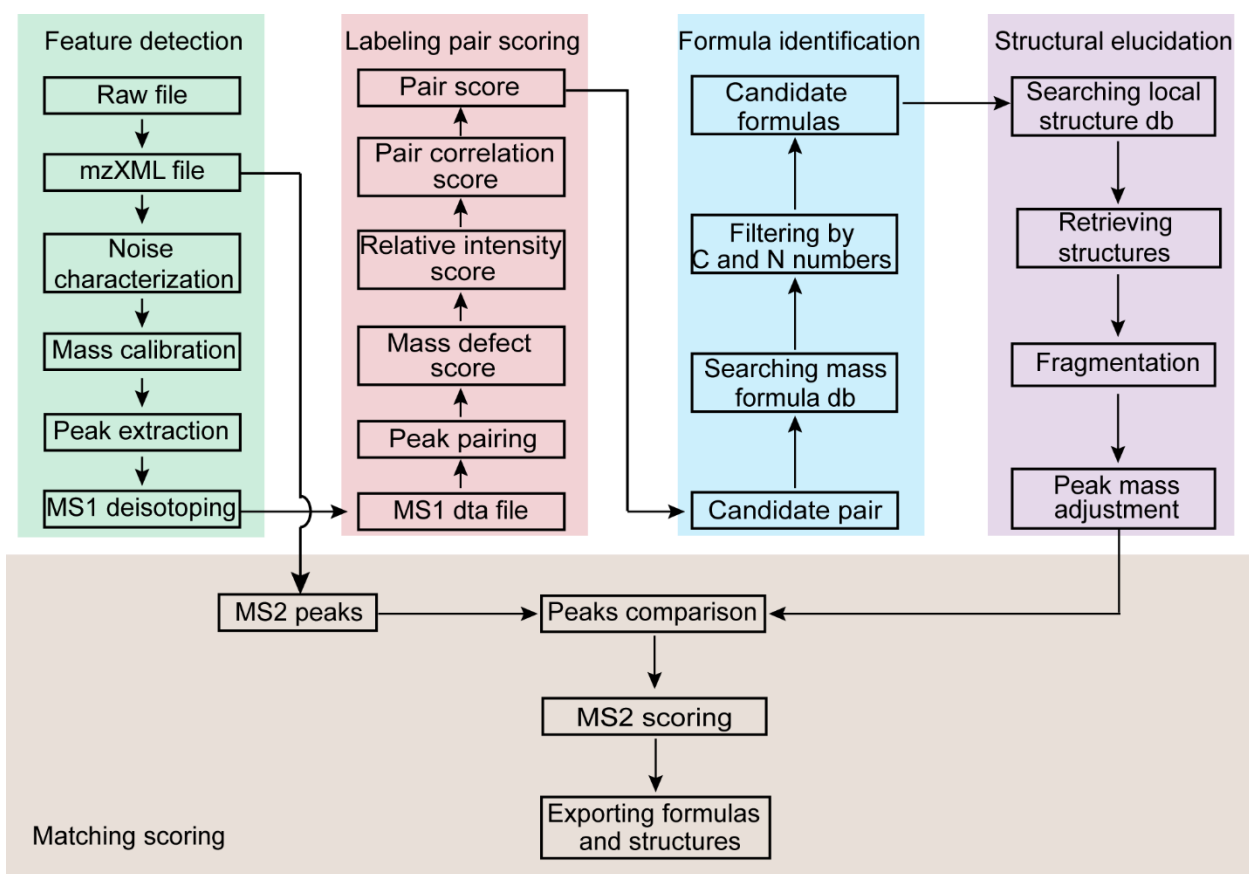 Feature detection
Raw file
mzXML file
Noise
characterization
Mass calibration
Peak extraction
MS1 deisotoping
Labeling pair scoring
Pair score
Pair correlation
score
Relative intensity
score
Mass defect
score
Peak pairing
MS1 dta file
Formula identification
Candidate
formulas
Filtering by
C and N numbers
Searching mass
formula db
Candidate pair
Structural elucidation
Searching local
structure db
Retrieving
structures
Fragmentation
Peak mass
adjustment
MS2 peaks
Peaks comparison
MS2 scoring
Exporting formulas
and structures
Matching scoring